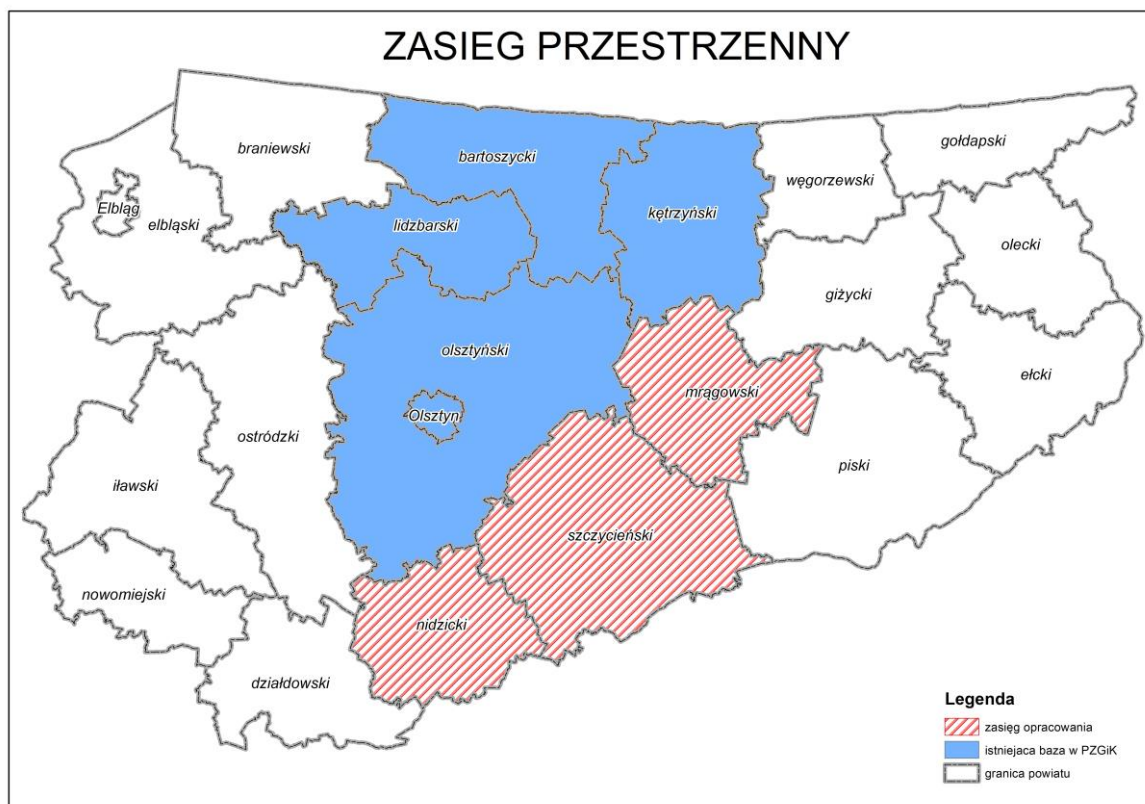 ZASIEG PRZESTRZENNY
braniewski
bartoszycki
gołdapski
węgorzewski
Elbląg
elbląski
lidzbarski
kętrzyński
olecki
giżycki
olsztyński
ełcki
mrągowski
Olsztyn
ostródzki
piski
iławski
szczycieński
nowomiejski
nidzicki
działdowski
Legenda
zasięg opracowania
istniejaca baza w PZGiK
granica powiatu